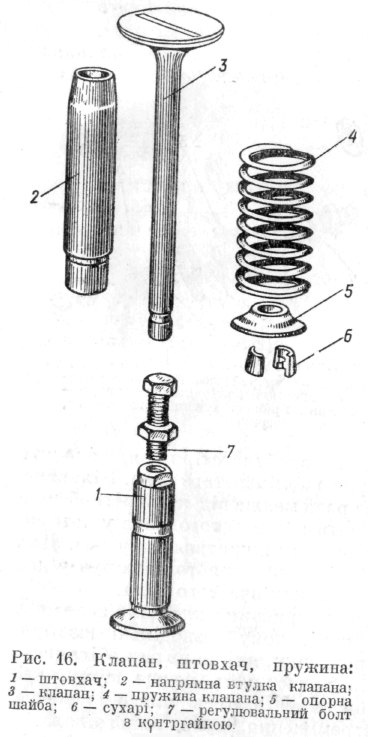 3
4
2
5
6
7
1
Рис. 16. Клапан, штовхач, пружина:
1 — штовхач; 2 — напрямна втулка клапана;
3 — клапан; 4 — пружина клапана; 5 — опорна
шайба; 6 — сухарі; 7 — регулювальний болт
з контргайкою.